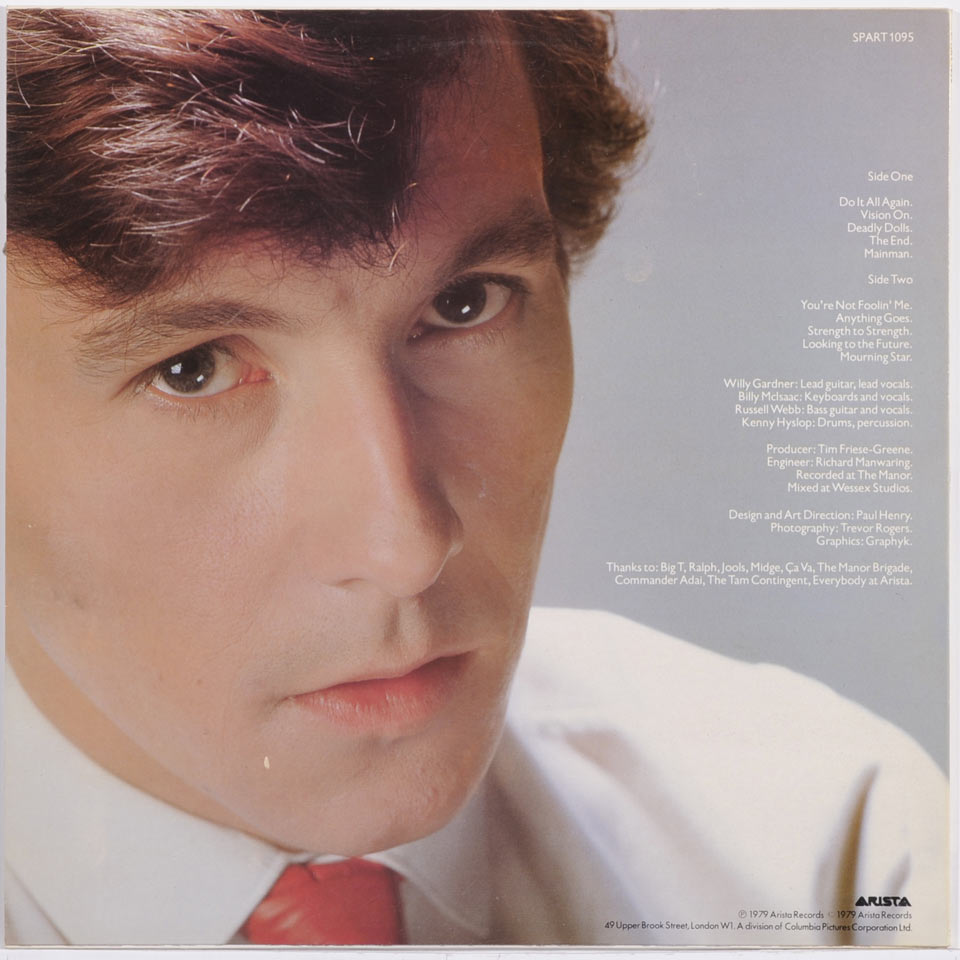 SPART 1095
Side One
Do It All Again.
Vision On.
Deadly Dolls.
The End.
Mainman.
Side Two
You're Not Foolin' Me.
Anything Goes.
Strength to Strength.
Looking to the Future.
Mourning Star.
Willy Gardner: Lead guitar, lead vocals.
Billy McIsaac: Keyboards and vocals.
Russell Webb: Bass guitar and vocals.
Kenny Hyslop: Drums, percussion.
Producer: Tim Friese-Greene.
Engineer: Richard Manwaring.
Recorded at The Manor.
Mixed at Wessex Studios.
Design and Art Direction: Paul Henry.
Photography: Trevor Rogers.
Graphics: Graphyk.
Thanks to: Big T, Ralph, Jools, Midge, Ça Va, The Manor Brigade,
Commander Adai, The Tam Contingent, Everybody at Arista.
ARISTA
℗ 1979 Arista Records © 1979 Arista Records
49 Upper Brook Street, London W1. A division of Columbia Pictures Corporation Ltd.